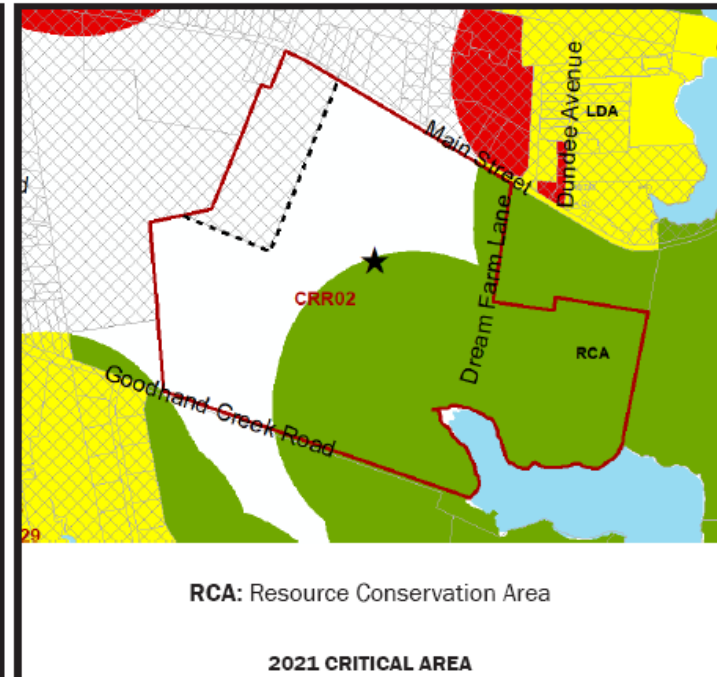 Dundee Avenue
LDA
Main Street
Dream Farm Lane
CRR02
RCA
Goodhand Creek Road
29
RCA: Resource Conservation Area
2021 CRITICAL AREA